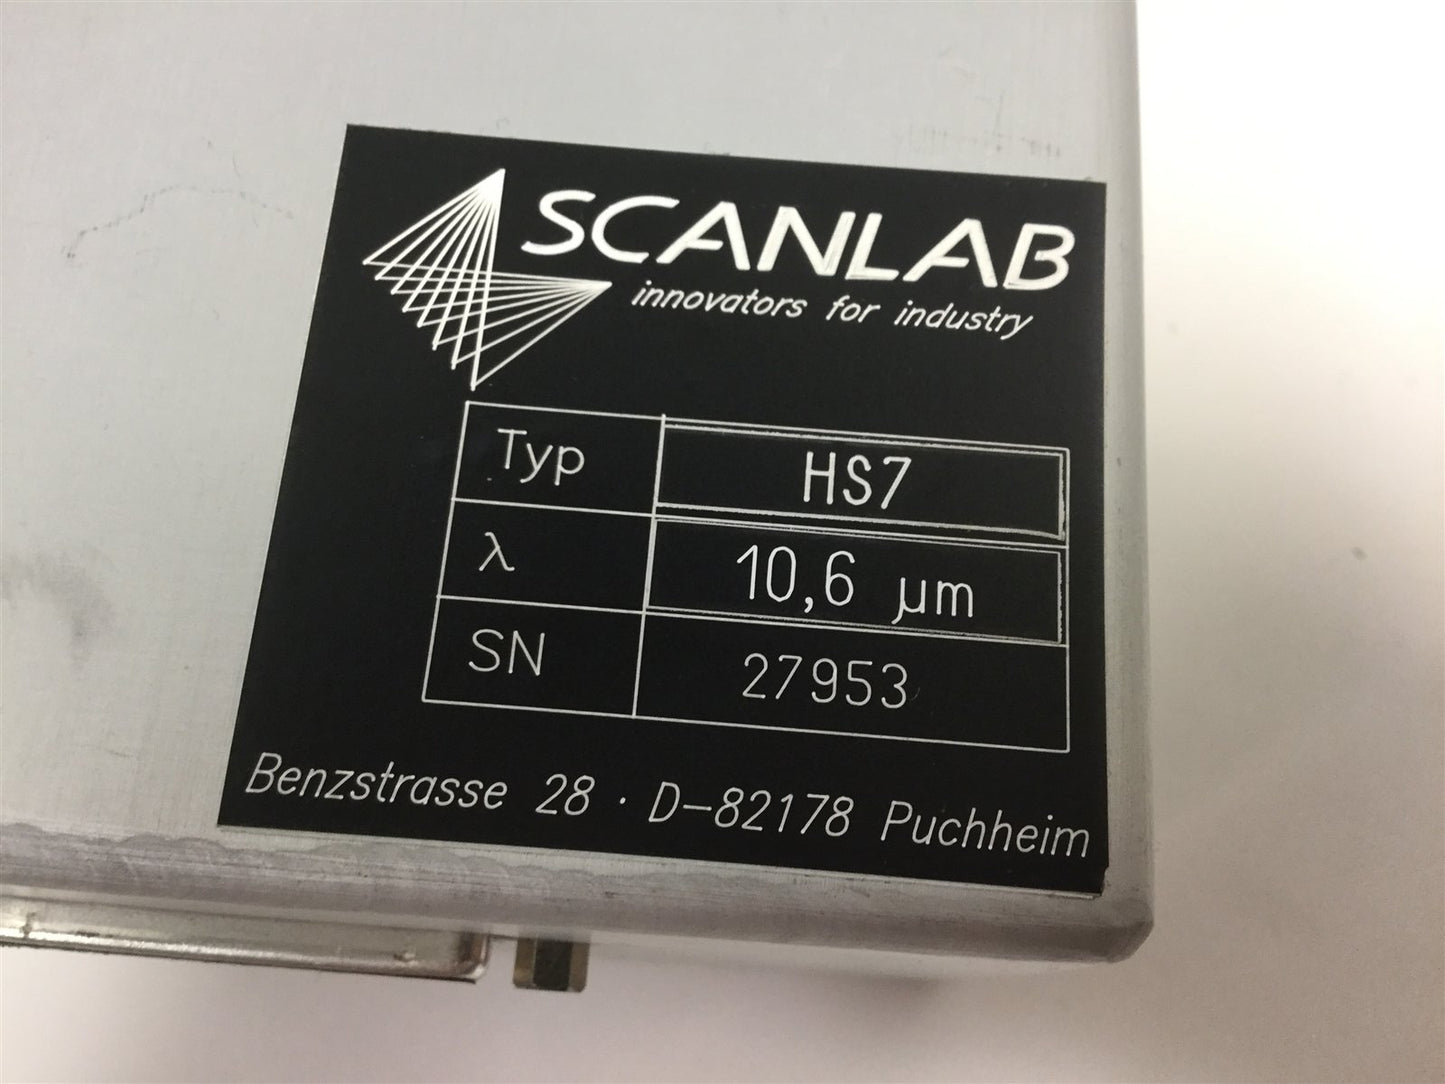 SCANLAB
innovators for industry
Typ HS7
λ 10,6 µm
SN 27953
Benzstrasse 28 · D-82178 Puchheim